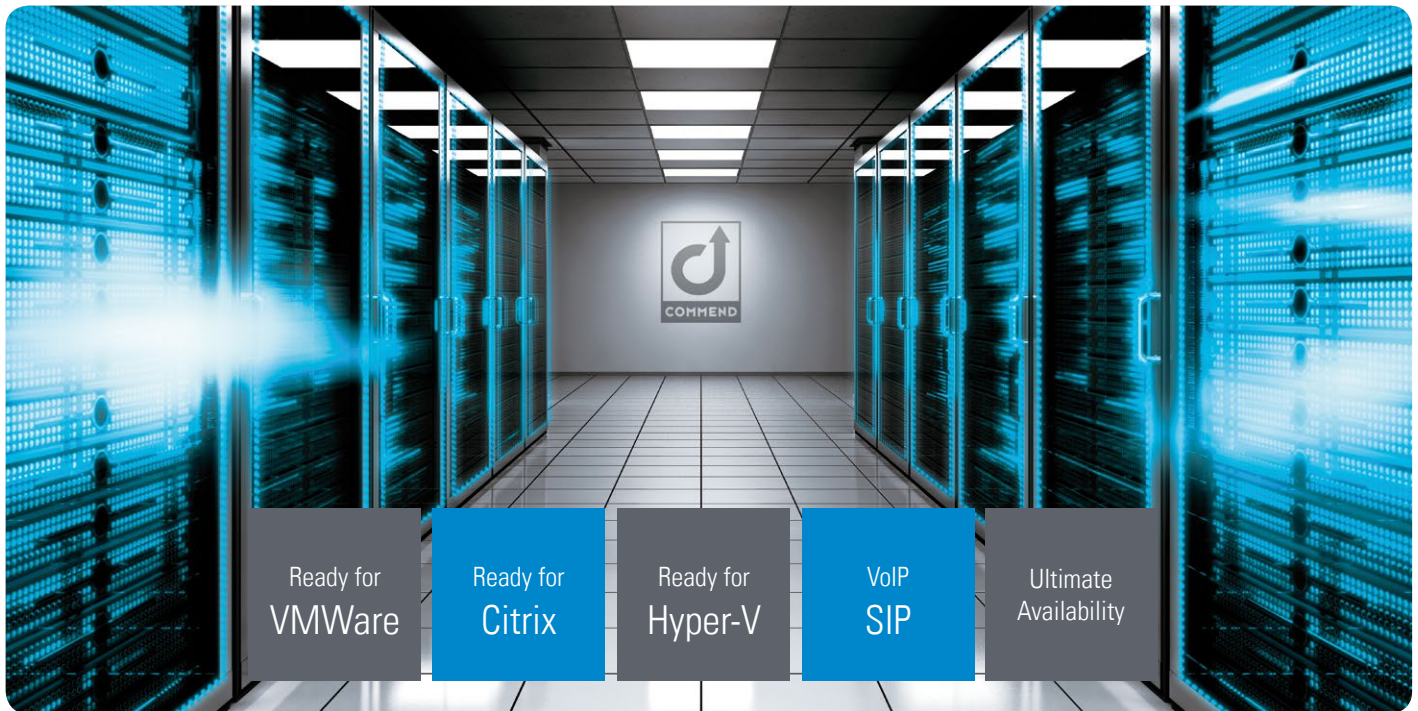 COMMEND
Ready for
VMWare
Ready for
Citrix
Ready for
Hyper-V
VoIP
SIP
Ultimate
Availability